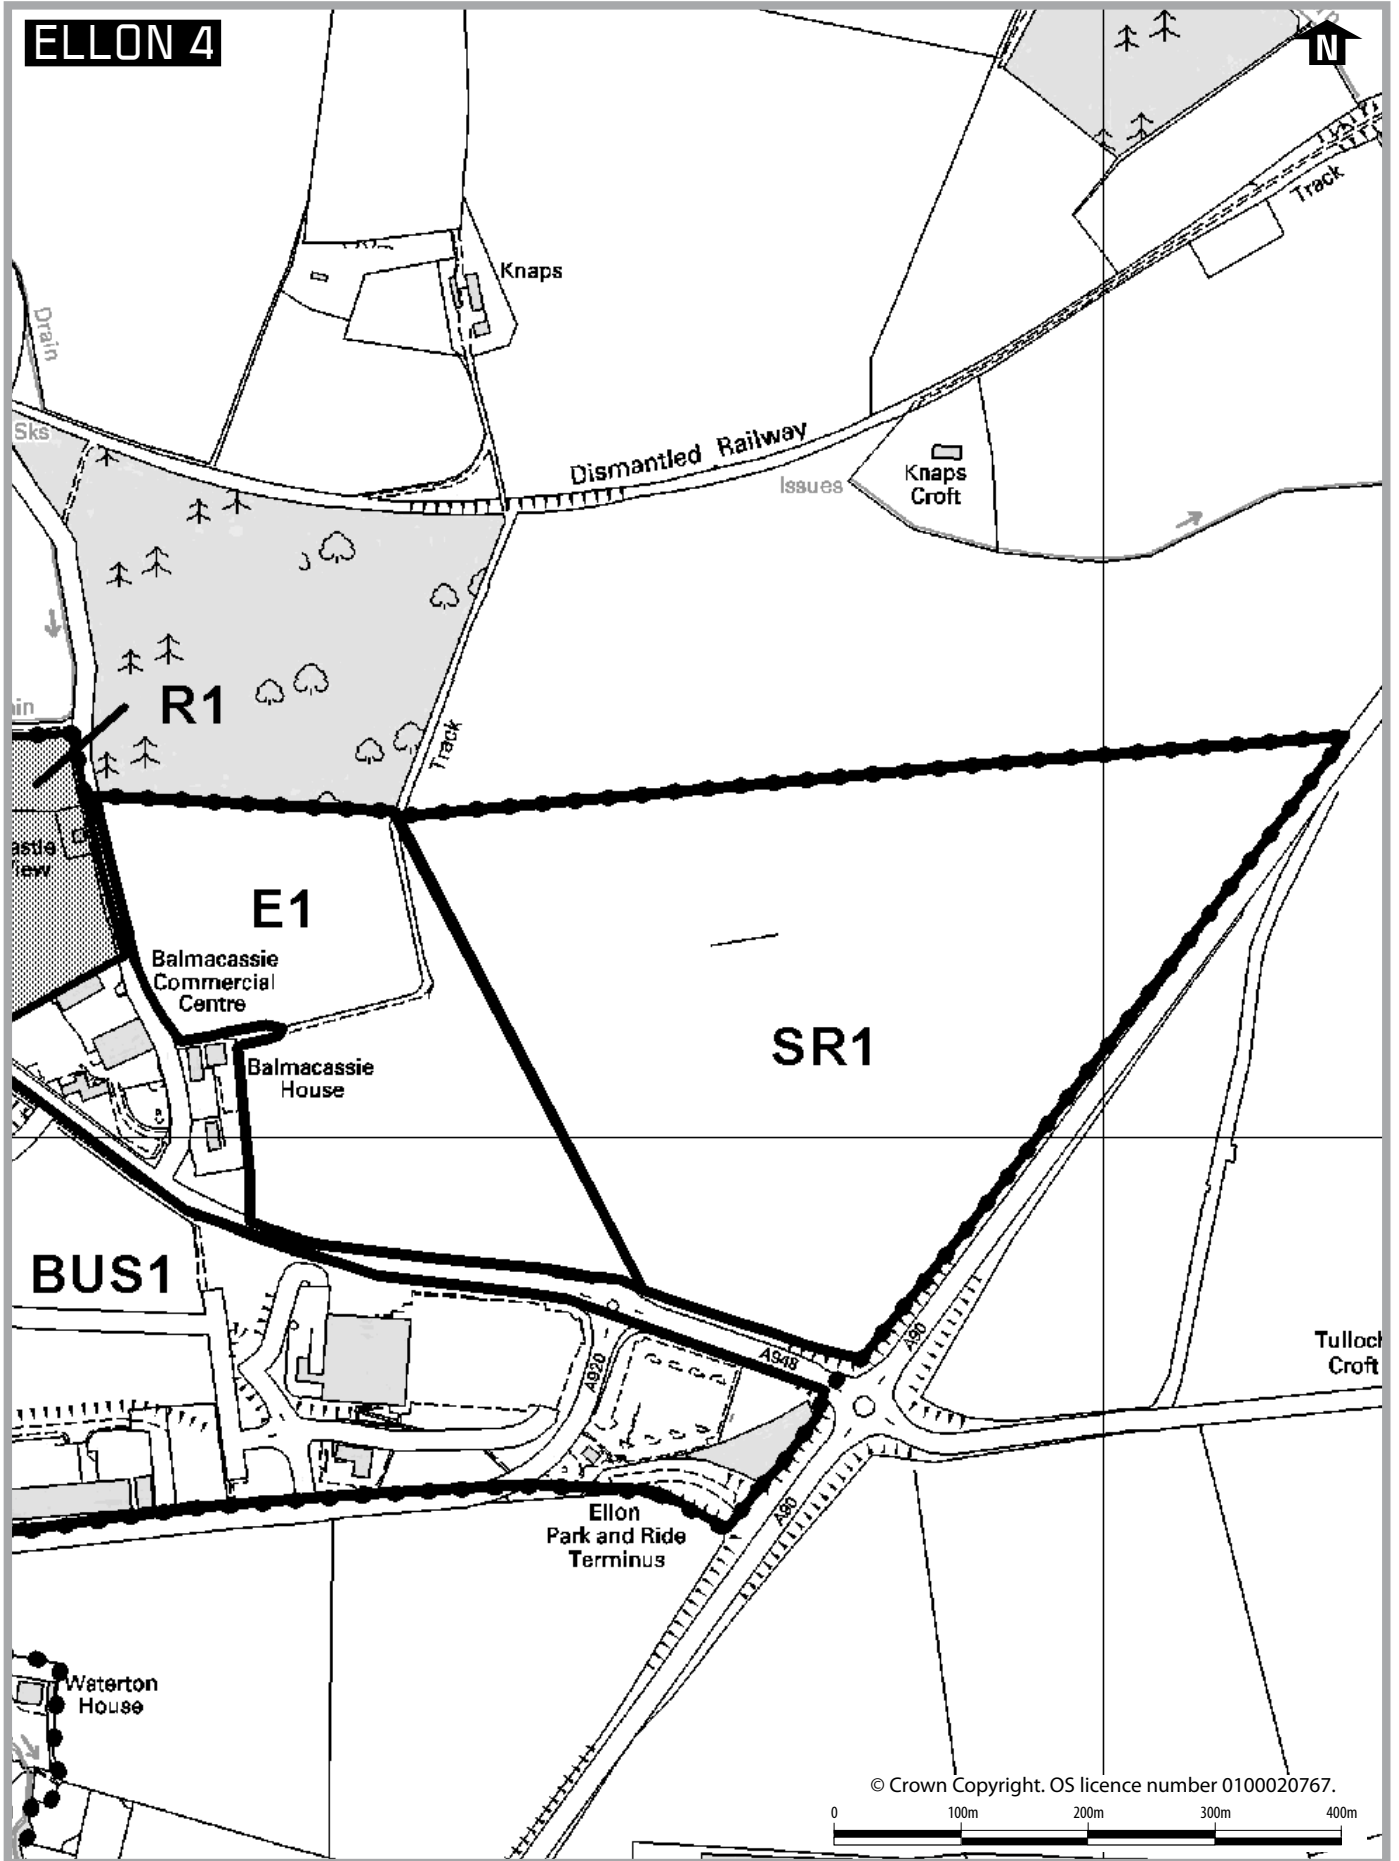 ELLON 4
N
Track
Knaps
Drain
Sks
Dismantled Railway
Issues
Knaps
Croft
R1
Track
E1
Balmacassie
Commercial
Centre
SR1
Balmacassie
House
BUS1
A90
Tulloch
Croft
A948
A920
A90
Ellon
Park and Ride
Terminus
Waterton
House
© Crown Copyright. OS licence number 0100020767.
0 100m 200m 300m 400m